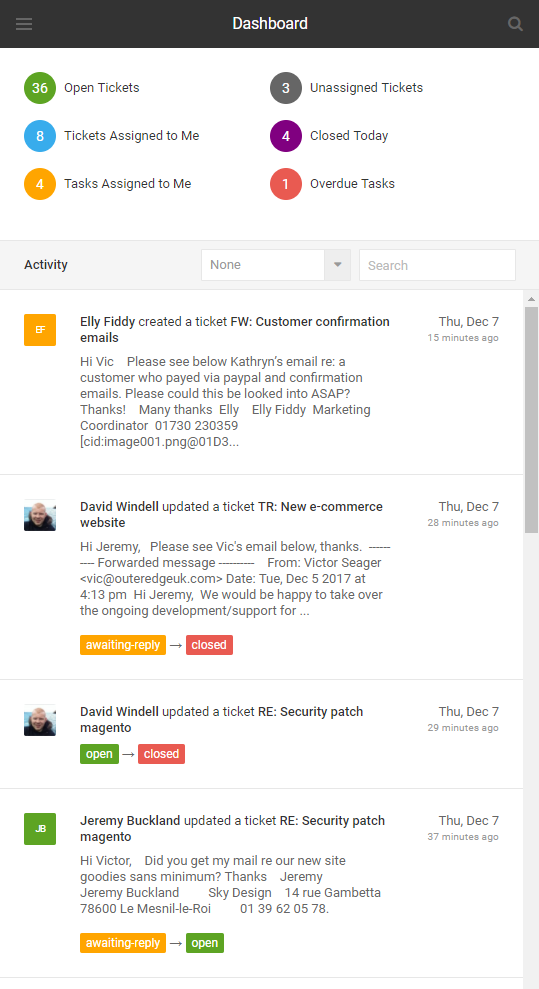 Dashboard
36 Open Tickets
3 Unassigned Tickets
8 Tickets Assigned to Me
4 Closed Today
4 Tasks Assigned to Me
1 Overdue Tasks
Activity
None
Search
EF
Elly Fiddy created a ticket FW: Customer confirmation
emails
Thu, Dec 7
15 minutes ago
Hi Vic    Please see below Kathryn's email re: a
customer who payed via paypal and confirmation
emails. Please could this be looked into ASAP?
Thanks!    Many thanks  Elly    Elly Fiddy  Marketing
Coordinator  01730 230359
[cid:image001.png@01D3...
David Windell updated a ticket TR: New e-commerce
website
Thu, Dec 7
28 minutes ago
Hi Jeremy,   Please see Vic's email below, thanks.  ------
---- Forwarded message ----------    From: Victor Seager
<vic@outeredgeuk.com> Date: Tue, Dec 5 2017 at
4:13 pm  Hi Jeremy,  We would be happy to take over
the ongoing development/support for ...
awaiting-reply → closed
David Windell updated a ticket RE: Security patch
magento
Thu, Dec 7
29 minutes ago
open → closed
JB
Jeremy Buckland updated a ticket RE: Security patch
magento
Thu, Dec 7
37 minutes ago
Hi Victor,    Did you get my mail re our new site
goodies sans minimum? Thanks    Jeremy
Jeremy Buckland        Sky Design    14 rue Gambetta
78600 Le Mesnil-le-Roi        01 39 62 05 78.
awaiting-reply → open